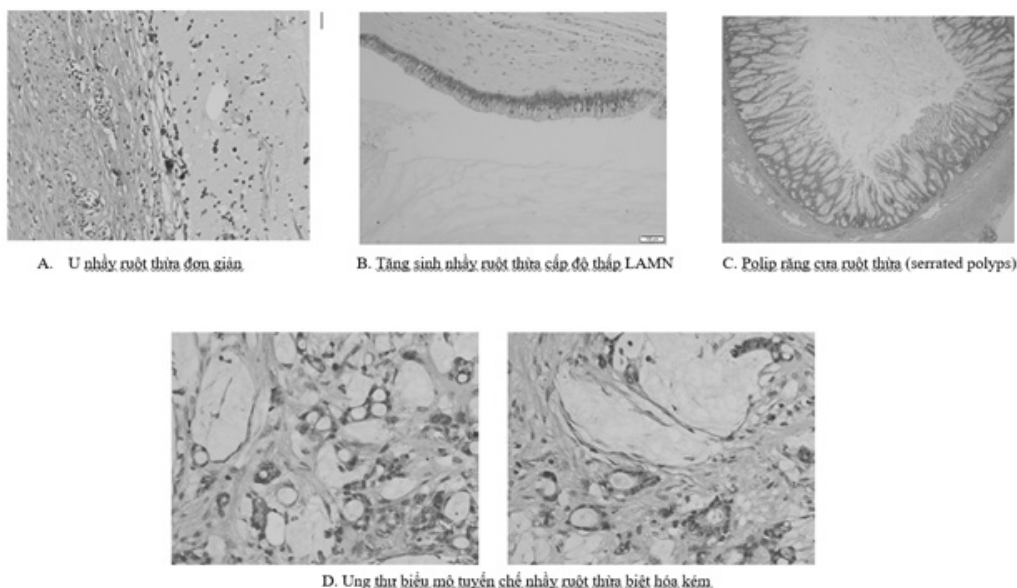 A. U nhầy ruột thừa đơn giản
B. Tăng sinh nhầy ruột thừa cấp độ thấp LAMN
C. Polip răng cưa ruột thừa (serrated polyps)
D. Ung thư biểu mô tuyến chế nhầy ruột thừa biệt hóa kém